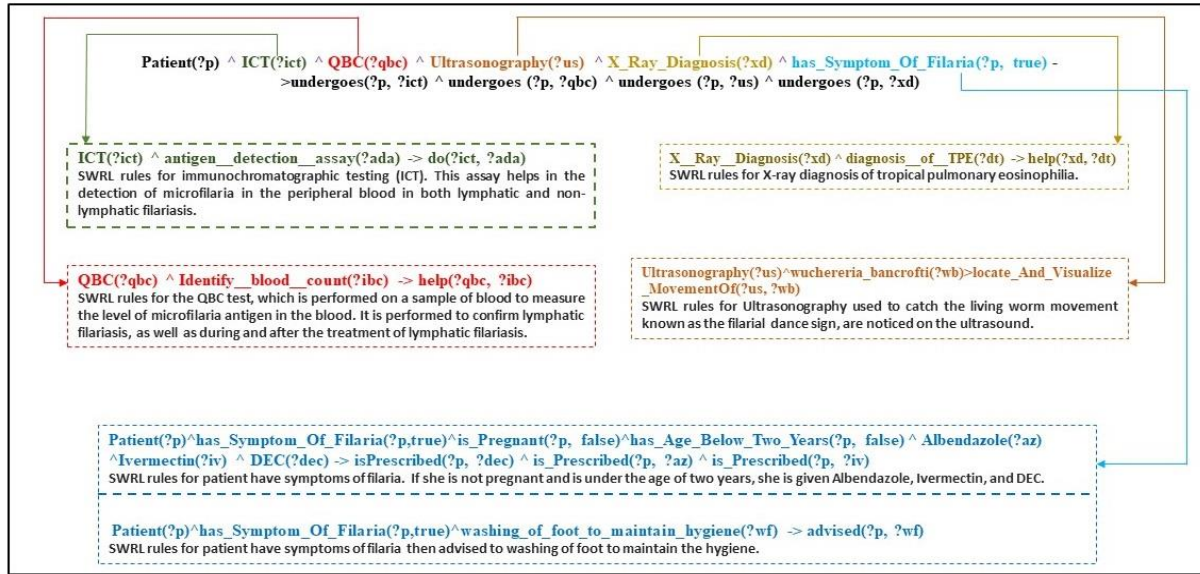 Patient(?p) ^ ICT(?ict) ^ QBC(?qbc) ^ Ultrasonography(?us) ^ X_Ray_Diagnosis(?xd) ^ has_Symptom_Of_Filaria(?p, true) -
>undergoes(?p, ?ict) ^ undergoes (?p, ?qbc) ^ undergoes (?p, ?us) ^ undergoes (?p, ?xd)
ICT(?ict) ^ antigen__detection__assay(?ada) -> do(?ict, ?ada)
SWRL rules for immunochromatographic testing (ICT). This assay helps in the
detection of microfilaria in the peripheral blood in both lymphatic and non-
lymphatic filariasis.
X__Ray__Diagnosis(?xd) ^ diagnosis__of__TPE(?dt) -> help(?xd, ?dt)
SWRL rules for X-ray diagnosis of tropical pulmonary eosinophilia.
QBC(?qbc) ^ Identify__blood__count(?ibc) -> help(?qbc, ?ibc)
SWRL rules for the QBC test, which is performed on a sample of blood to measure
the level of microfilaria antigen in the blood. It is performed to confirm lymphatic
filariasis, as well as during and after the treatment of lymphatic filariasis.
Ultrasonography(?us)^wuchereria_bancrofti(?wb)>locate_And_Visualize
_MovementOf(?us, ?wb)
SWRL rules for Ultrasonography used to catch the living worm movement
known as the filarial dance sign, are noticed on the ultrasound.
Patient(?p)^has_Symptom_Of_Filaria(?p,true)^is_Pregnant(?p, false)^has_Age_Below_Two_Years(?p, false) ^ Albendazole(?az)
^Ivermectin(?iv) ^ DEC(?dec) -> isPrescribed(?p, ?dec) ^ is_Prescribed(?p, ?az) ^ is_Prescribed(?p, ?iv)
SWRL rules for patient have symptoms of filaria. If she is not pregnant and is under the age of two years, she is given Albendazole, Ivermectin, and DEC.
Patient(?p)^has_Symptom_Of_Filaria(?p,true)^washing_of_foot_to_maintain_hygiene(?wf) -> advised(?p, ?wf)
SWRL rules for patient have symptoms of filaria then advised to washing of foot to maintain the hygiene.